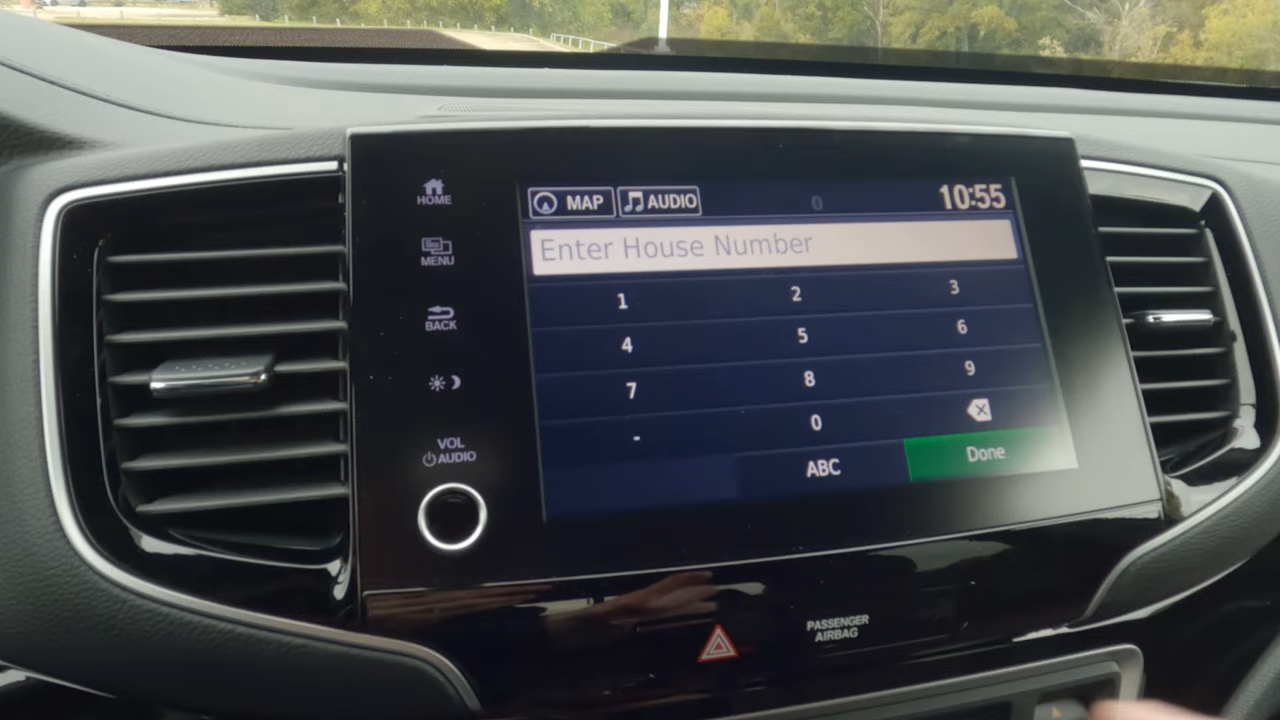 HOME
MENU
BACK
VOL
AUDIO
MAP AUDIO 10:55
Enter House Number
1 2 3
4 5 6
7 8 9
- 0
ABC Done
PASSENGER
AIRBAG